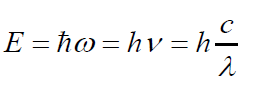 E = ℏω = hν = h c/λ